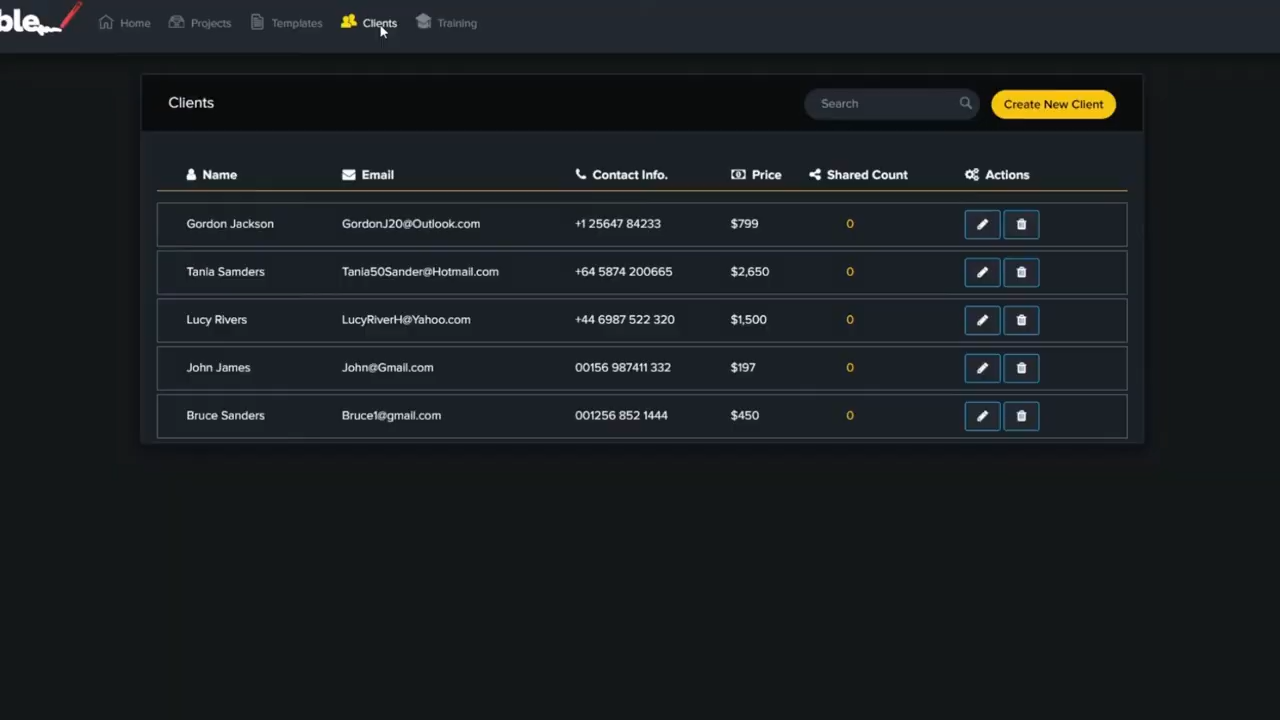 ble
Home Projects Templates Clients Training
Clients Search Create New Client
Name Email Contact Info. Price Shared Count Actions
Gordon Jackson GordonJ20@Outlook.com +1 25647 84233 $799 0
Tania Samders Tania50Sander@Hotmail.com +64 5874 200665 $2,650 0
Lucy Rivers LucyRiverH@Yahoo.com +44 6987 522 320 $1,500 0
John James John@Gmail.com 00156 987411 332 $197 0
Bruce Sanders Bruce1@gmail.com 001256 852 1444 $450 0